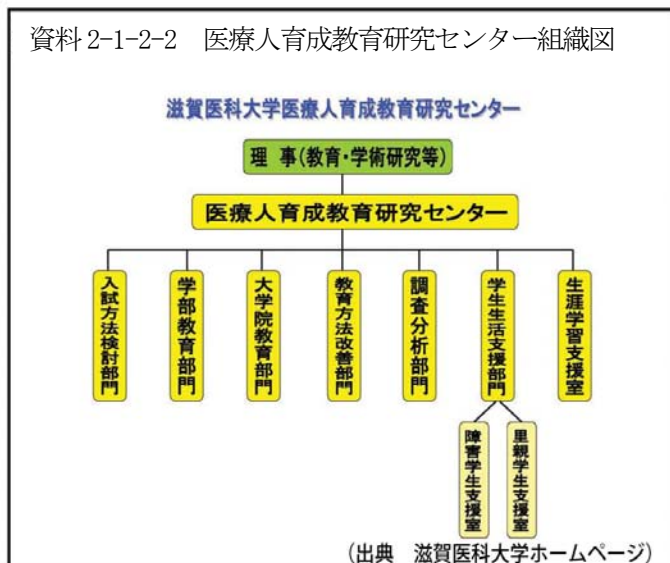 資料 2-1-2-2　医療人育成教育研究センター組織図
滋賀医科大学医療人育成教育研究センター
理 事(教育・学術研究等)
医療人育成教育研究センター
入試方法検討部門
学部教育部門
大学院教育部門
教育方法改善部門
調査分析部門
学生生活支援部門
生涯学習支援室
障害学生支援室
里親学生支援室
(出典　滋賀医科大学ホームページ)